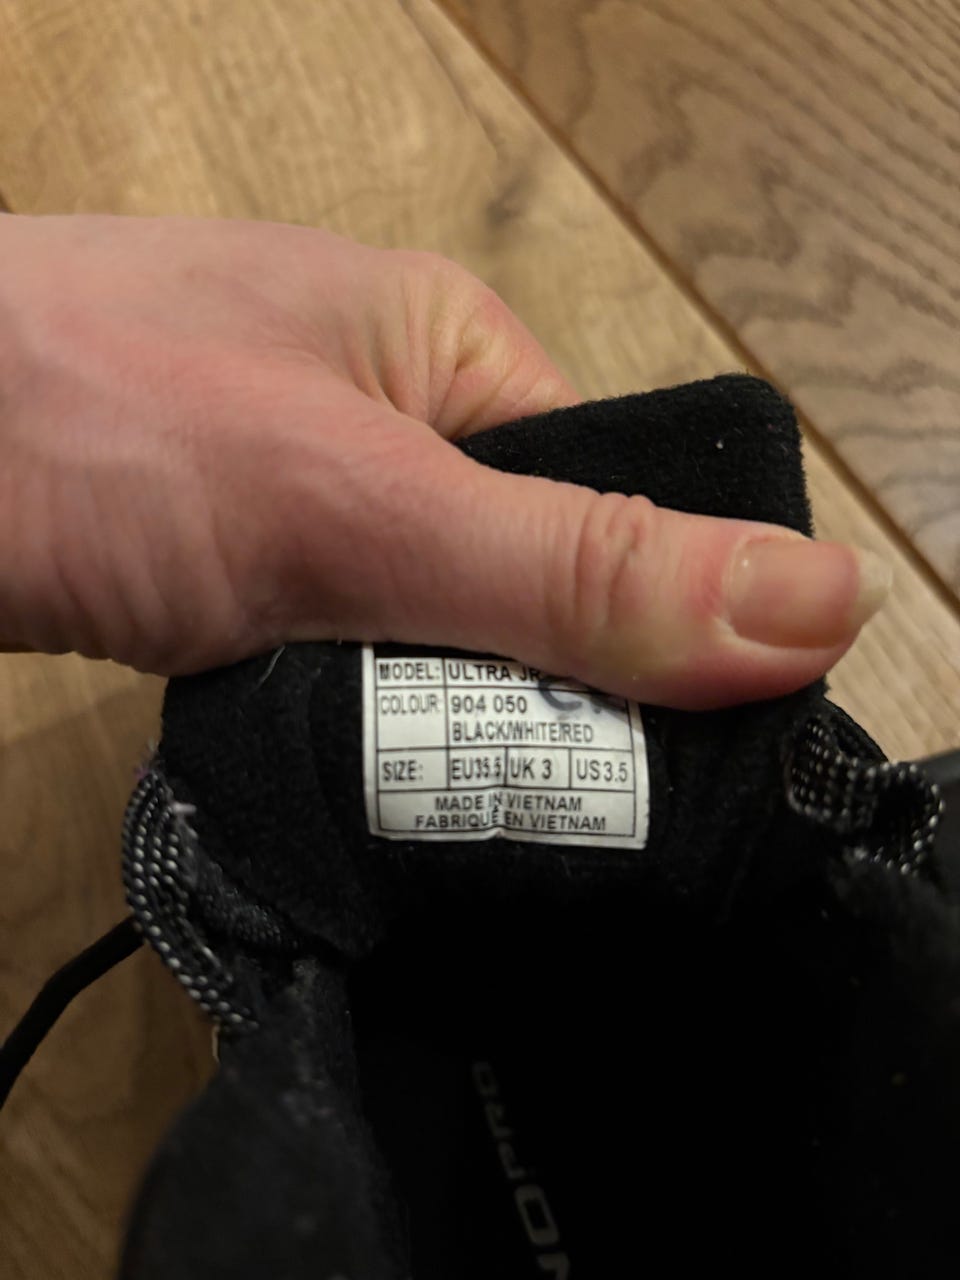 MODEL: ULTRA JR
COLOUR: 904 050
BLACK/WHITE/RED
SIZE: EU35.5 UK 3 US3.5
MADE IN VIETNAM
FABRIQUE EN VIETNAM